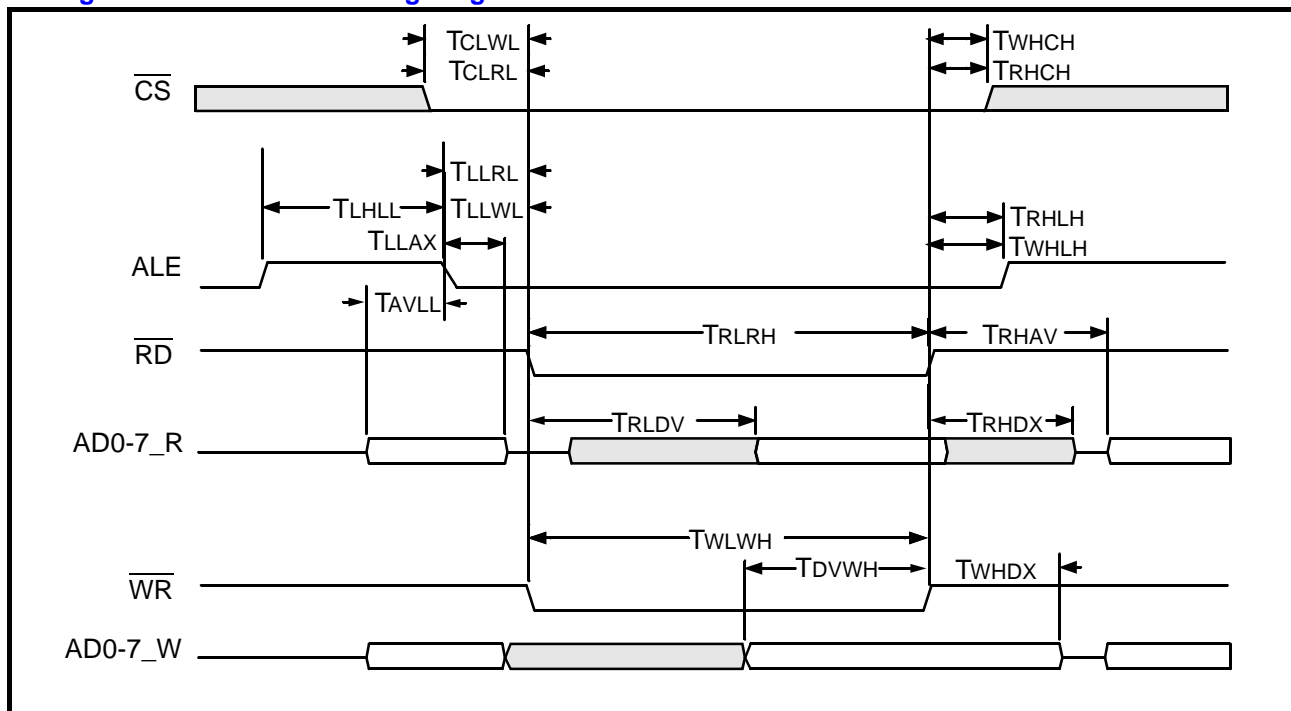 TCLWL
TWHCH
TCLRL
TRHCH
CS
TLLRL
TLHLL
TLLWL
TRHLH
TLLAX
TWHLH
ALE
TAVLL
TRLRH
TRHAV
RD
TRLDV
TRHDX
AD0-7_R
TWLWH
TDVWH
TWHDX
WR
AD0-7_W